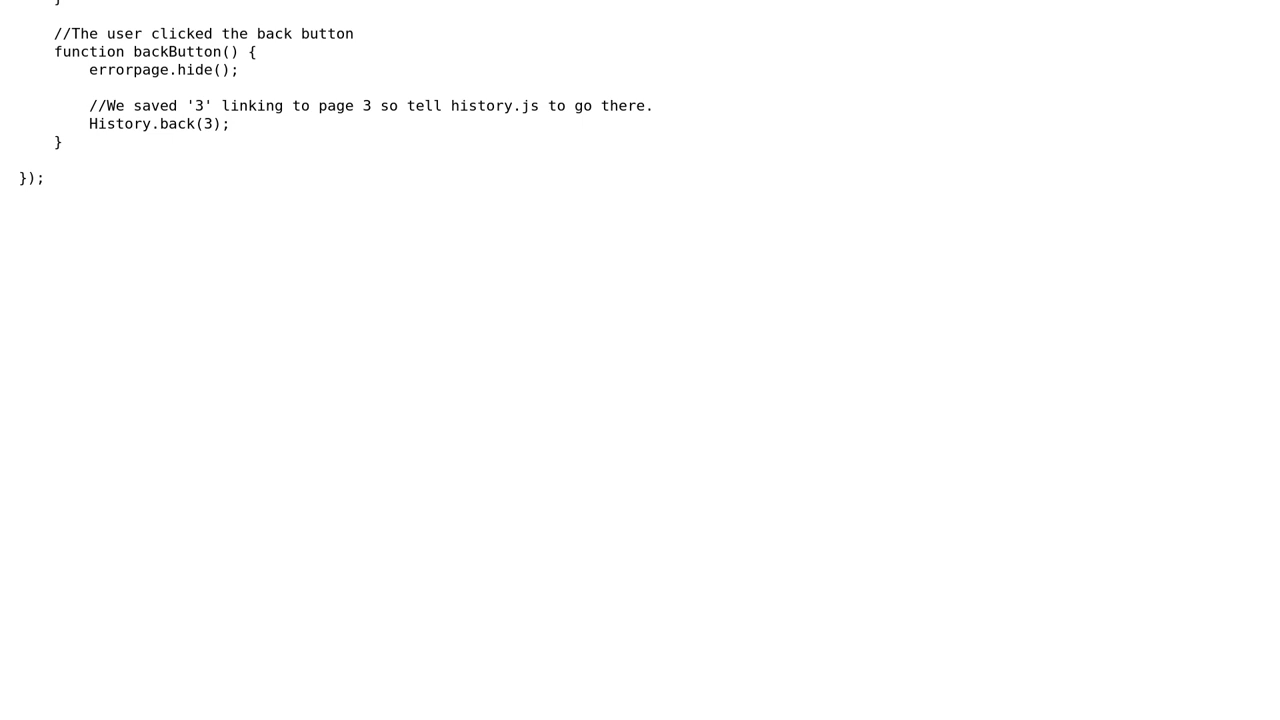 }
//The user clicked the back button
function backButton() {
errorpage.hide();
//We saved '3' linking to page 3 so tell history.js to go there.
History.back(3);
}
});